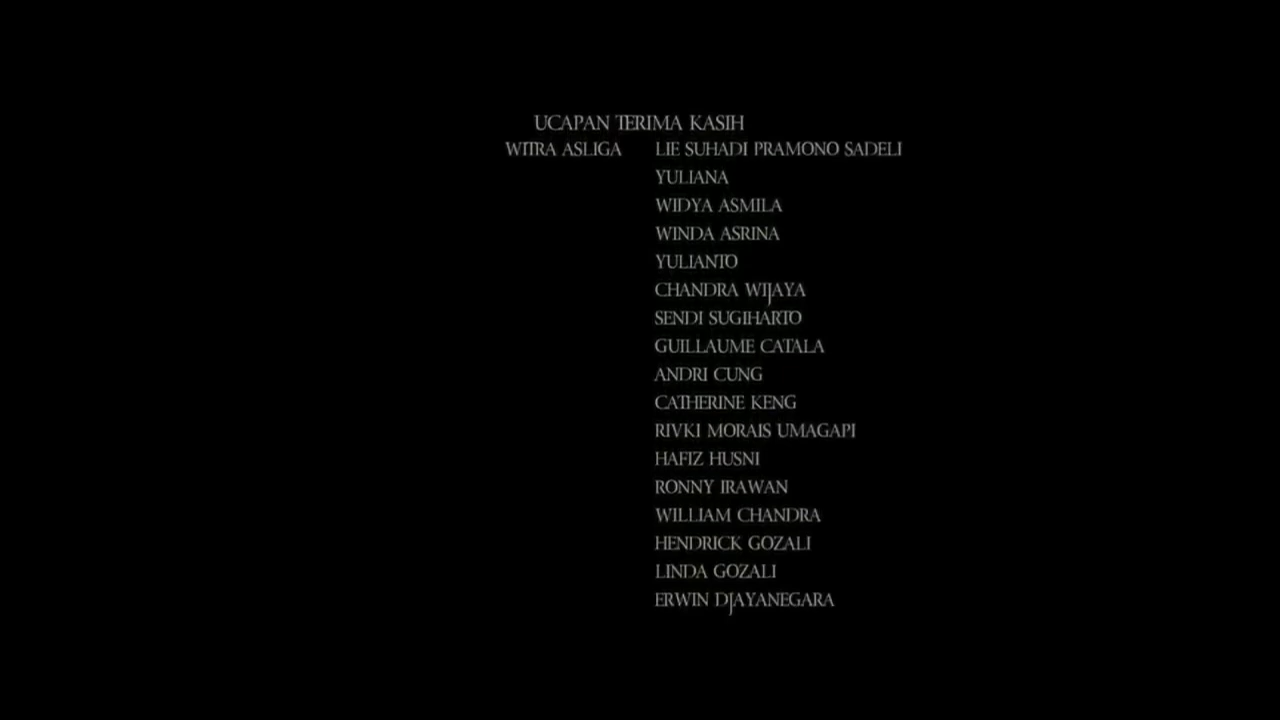 UCAPAN TERIMA KASIH
WITRA ASLIGA LIE SUHADI PRAMONO SADELI
YULIANA
WIDYA ASMILA
WINDA ASRINA
YULIANTO
CHANDRA WIJAYA
SENDI SUGIHARTO
GUILLAUME CATALA
ANDRI CUNG
CATHERINE KENG
RIVKI MORAIS UMAGAPI
HAFIZ HUSNI
RONNY IRAWAN
WILLIAM CHANDRA
HENDRICK GOZALI
LINDA GOZALI
ERWIN DJAYANEGARA